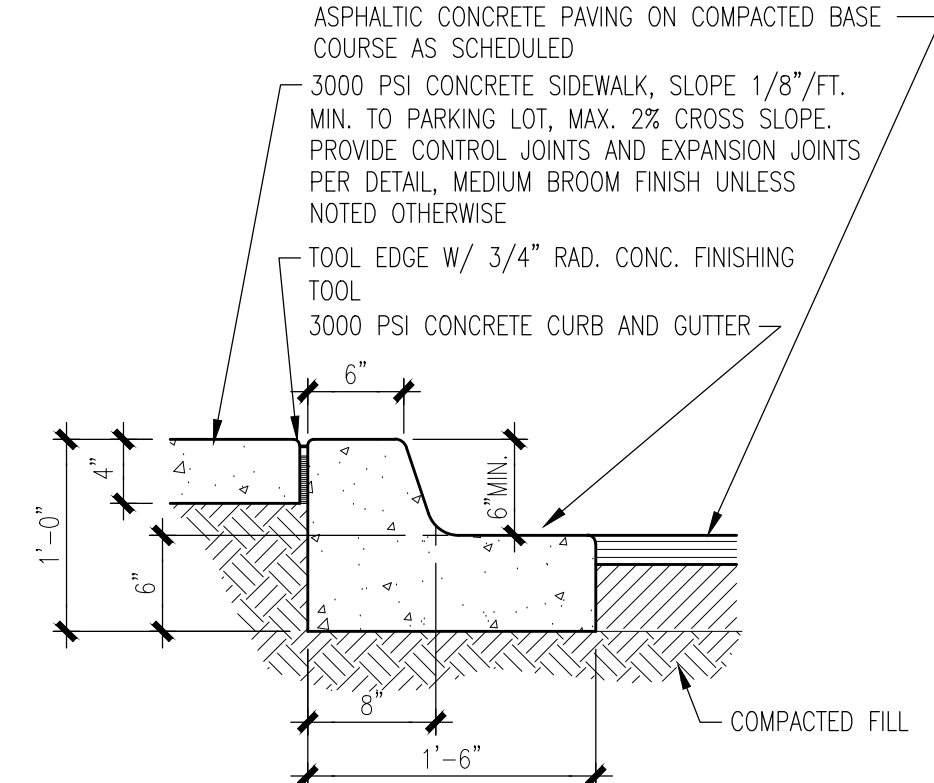 ASPHALTIC CONCRETE PAVING ON COMPACTED BASE
COURSE AS SCHEDULED
3000 PSI CONCRETE SIDEWALK, SLOPE 1/8"/FT.
MIN. TO PARKING LOT, MAX. 2% CROSS SLOPE.
PROVIDE CONTROL JOINTS AND EXPANSION JOINTS
PER DETAIL, MEDIUM BROOM FINISH UNLESS
NOTED OTHERWISE
TOOL EDGE W/ 3/4" RAD. CONC. FINISHING
TOOL
3000 PSI CONCRETE CURB AND GUTTER
6"
4"
6"MIN.
1'-0"
6"
8"
COMPACTED FILL
1'-6"